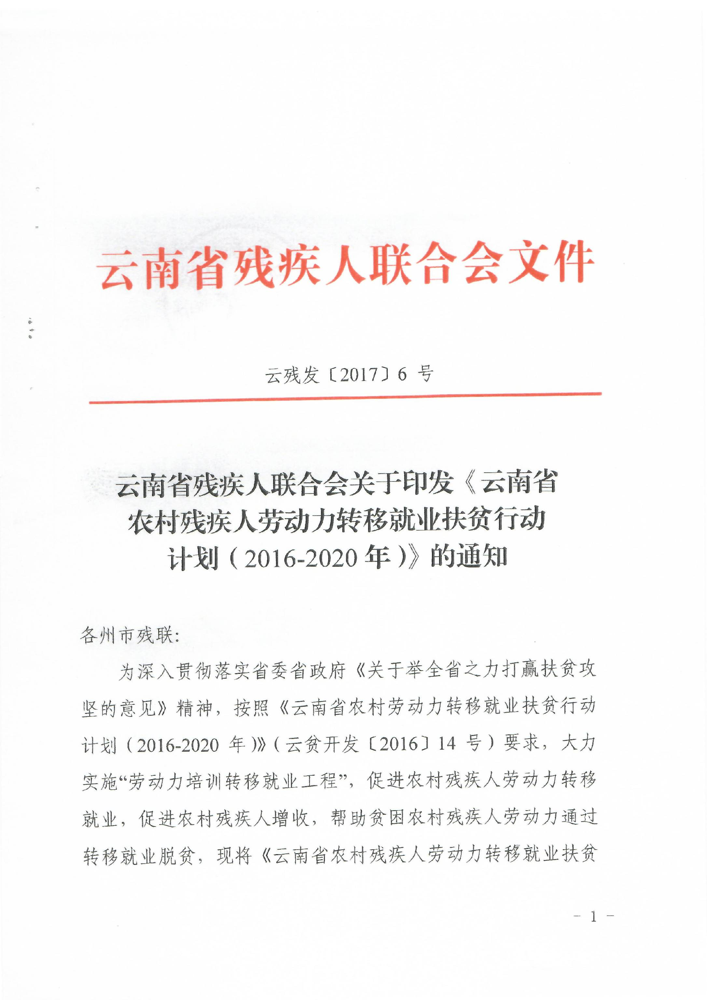 云南省残疾人联合会文件
云残发〔2017〕6 号
云南省残疾人联合会关于印发《云南省
农村残疾人劳动力转移就业扶贫行动
计划（2016-2020 年）》的通知
各州市残联：
为深入贯彻落实省委省政府《关于举全省之力打赢扶贫攻
坚的意见》精神，按照《云南省农村劳动力转移就业扶贫行动
计划（2016-2020 年）》（云贫开发〔2016〕14 号）要求，大力
实施“劳动力培训转移就业工程”，促进农村残疾人劳动力转移
就业，促进农村残疾人增收，帮助贫困农村残疾人劳动力通过
转移就业脱贫，现将《云南省农村残疾人劳动力转移就业扶贫
- 1 -